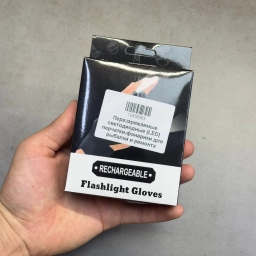 Перезаряжаемые
светодиодные (LED)
перчатки-фонарики для
рыбалки и ремонта
RECHARGEABLE
Flashlight Gloves